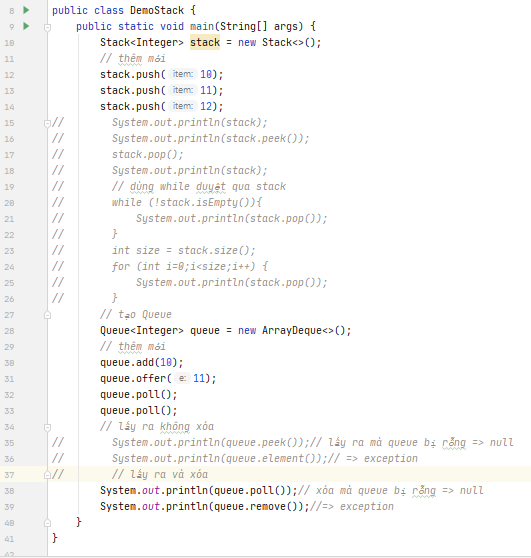 8 public class DemoStack {
9 public static void main(String[] args) {
10 Stack<Integer> stack = new Stack<>();
11 // thêm mới
12 stack.push( item: 10);
13 stack.push( item: 11);
14 stack.push( item: 12);
15 // System.out.println(stack);
16 // System.out.println(stack.peek());
17 // stack.pop();
18 // System.out.println(stack);
19 // // dùng while duyệt qua stack
20 // while (!stack.isEmpty()){
21 // System.out.println(stack.pop());
22 // }
23 // int size = stack.size();
24 // for (int i=0;i<size;i++) {
25 // System.out.println(stack.pop());
26 // }
27 // tạo Queue
28 Queue<Integer> queue = new ArrayDeque<>();
29 // thêm mới
30 queue.add(10);
31 queue.offer( e: 11);
32 queue.poll();
33 queue.poll();
34 // lấy ra không xóa
35 // System.out.println(queue.peek());// lấy ra mà queue bị rỗng => null
36 // System.out.println(queue.element());// => exception
37 // // lấy ra và xóa
38 System.out.println(queue.poll());// xóa mà queue bị rỗng => null
39 System.out.println(queue.remove());//=> exception
40 }
41 }
42